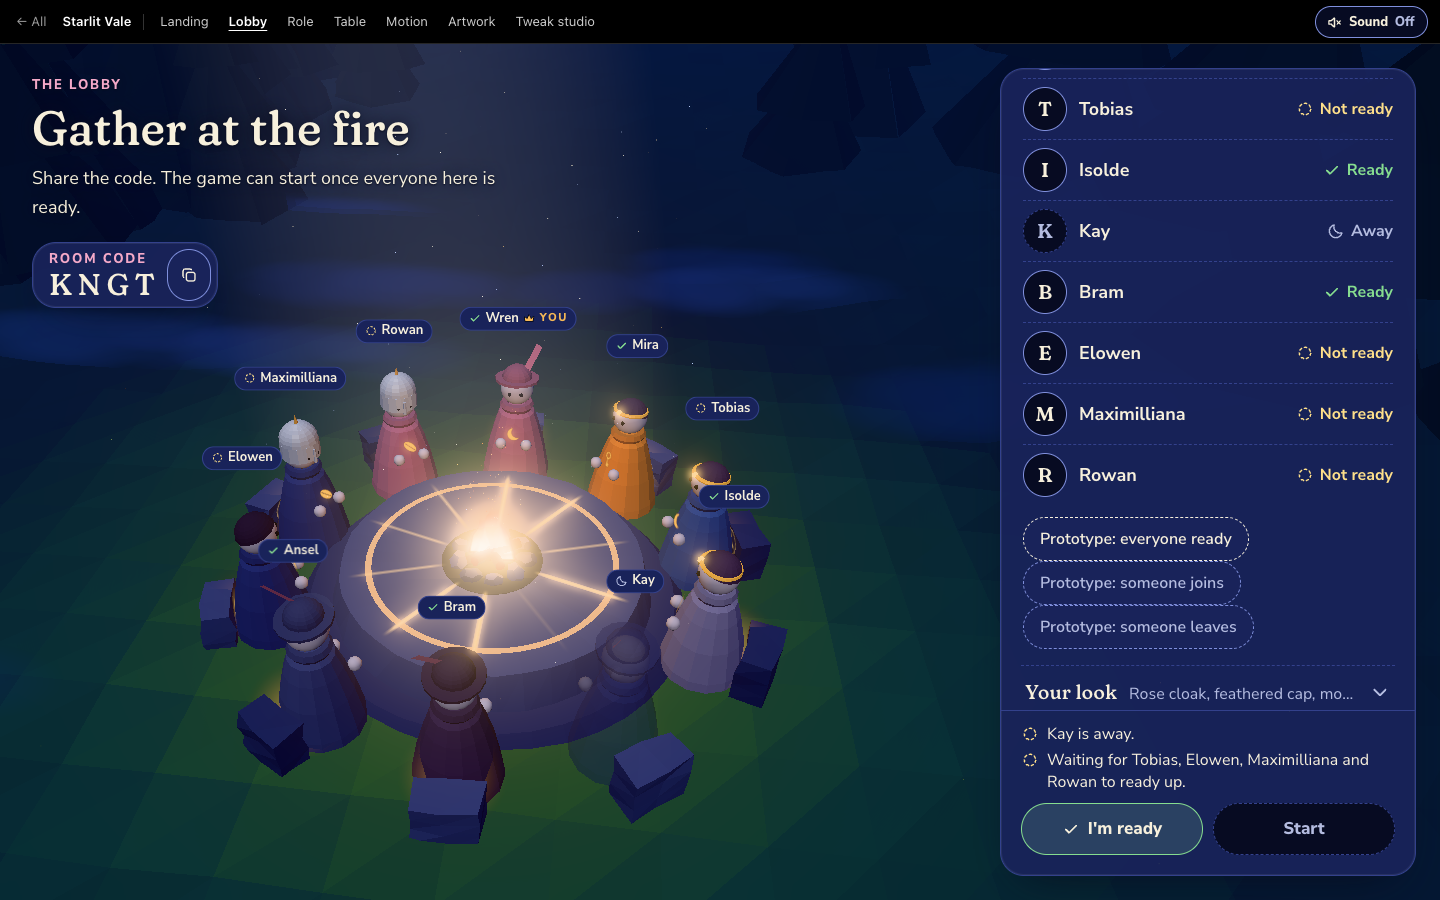 ← All Starlit Vale Landing Lobby Role Table Motion Artwork Tweak studio Sound Off
THE LOBBY
Gather at the fire
Share the code. The game can start once everyone here is
ready.
ROOM CODE
KNGT
Wren YOU
Rowan
Mira
Maximilliana
Tobias
Elowen
Isolde
Ansel
Kay
Bram
T Tobias Not ready
I Isolde Ready
K Kay Away
B Bram Ready
E Elowen Not ready
M Maximilliana Not ready
R Rowan Not ready
Prototype: everyone ready
Prototype: someone joins
Prototype: someone leaves
Your look Rose cloak, feathered cap, mo...
Kay is away.
Waiting for Tobias, Elowen, Maximilliana and
Rowan to ready up.
I'm ready Start